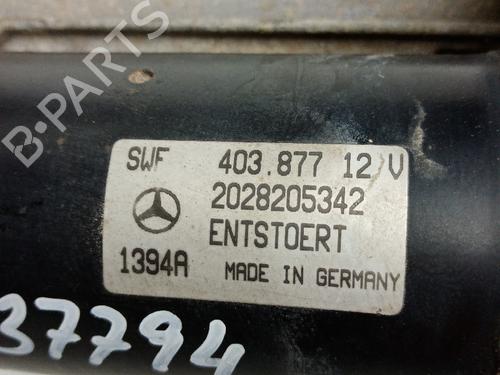 B-PARTS
SWF 403.877 12 V
2028205342
ENTSTOERT
1394A MADE IN GERMANY
37794